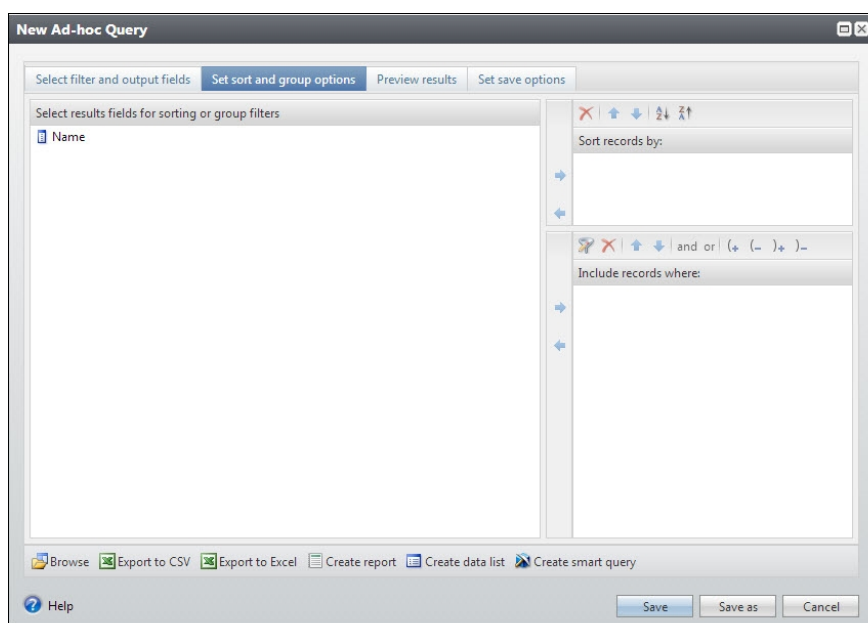 New Ad-hoc Query
Select filter and output fields Set sort and group options Preview results Set save options
Select results fields for sorting or group filters
Name
Sort records by:
and or (+ (- )+ )-
Include records where:
Browse Export to CSV Export to Excel Create report Create data list Create smart query
Help Save Save as Cancel